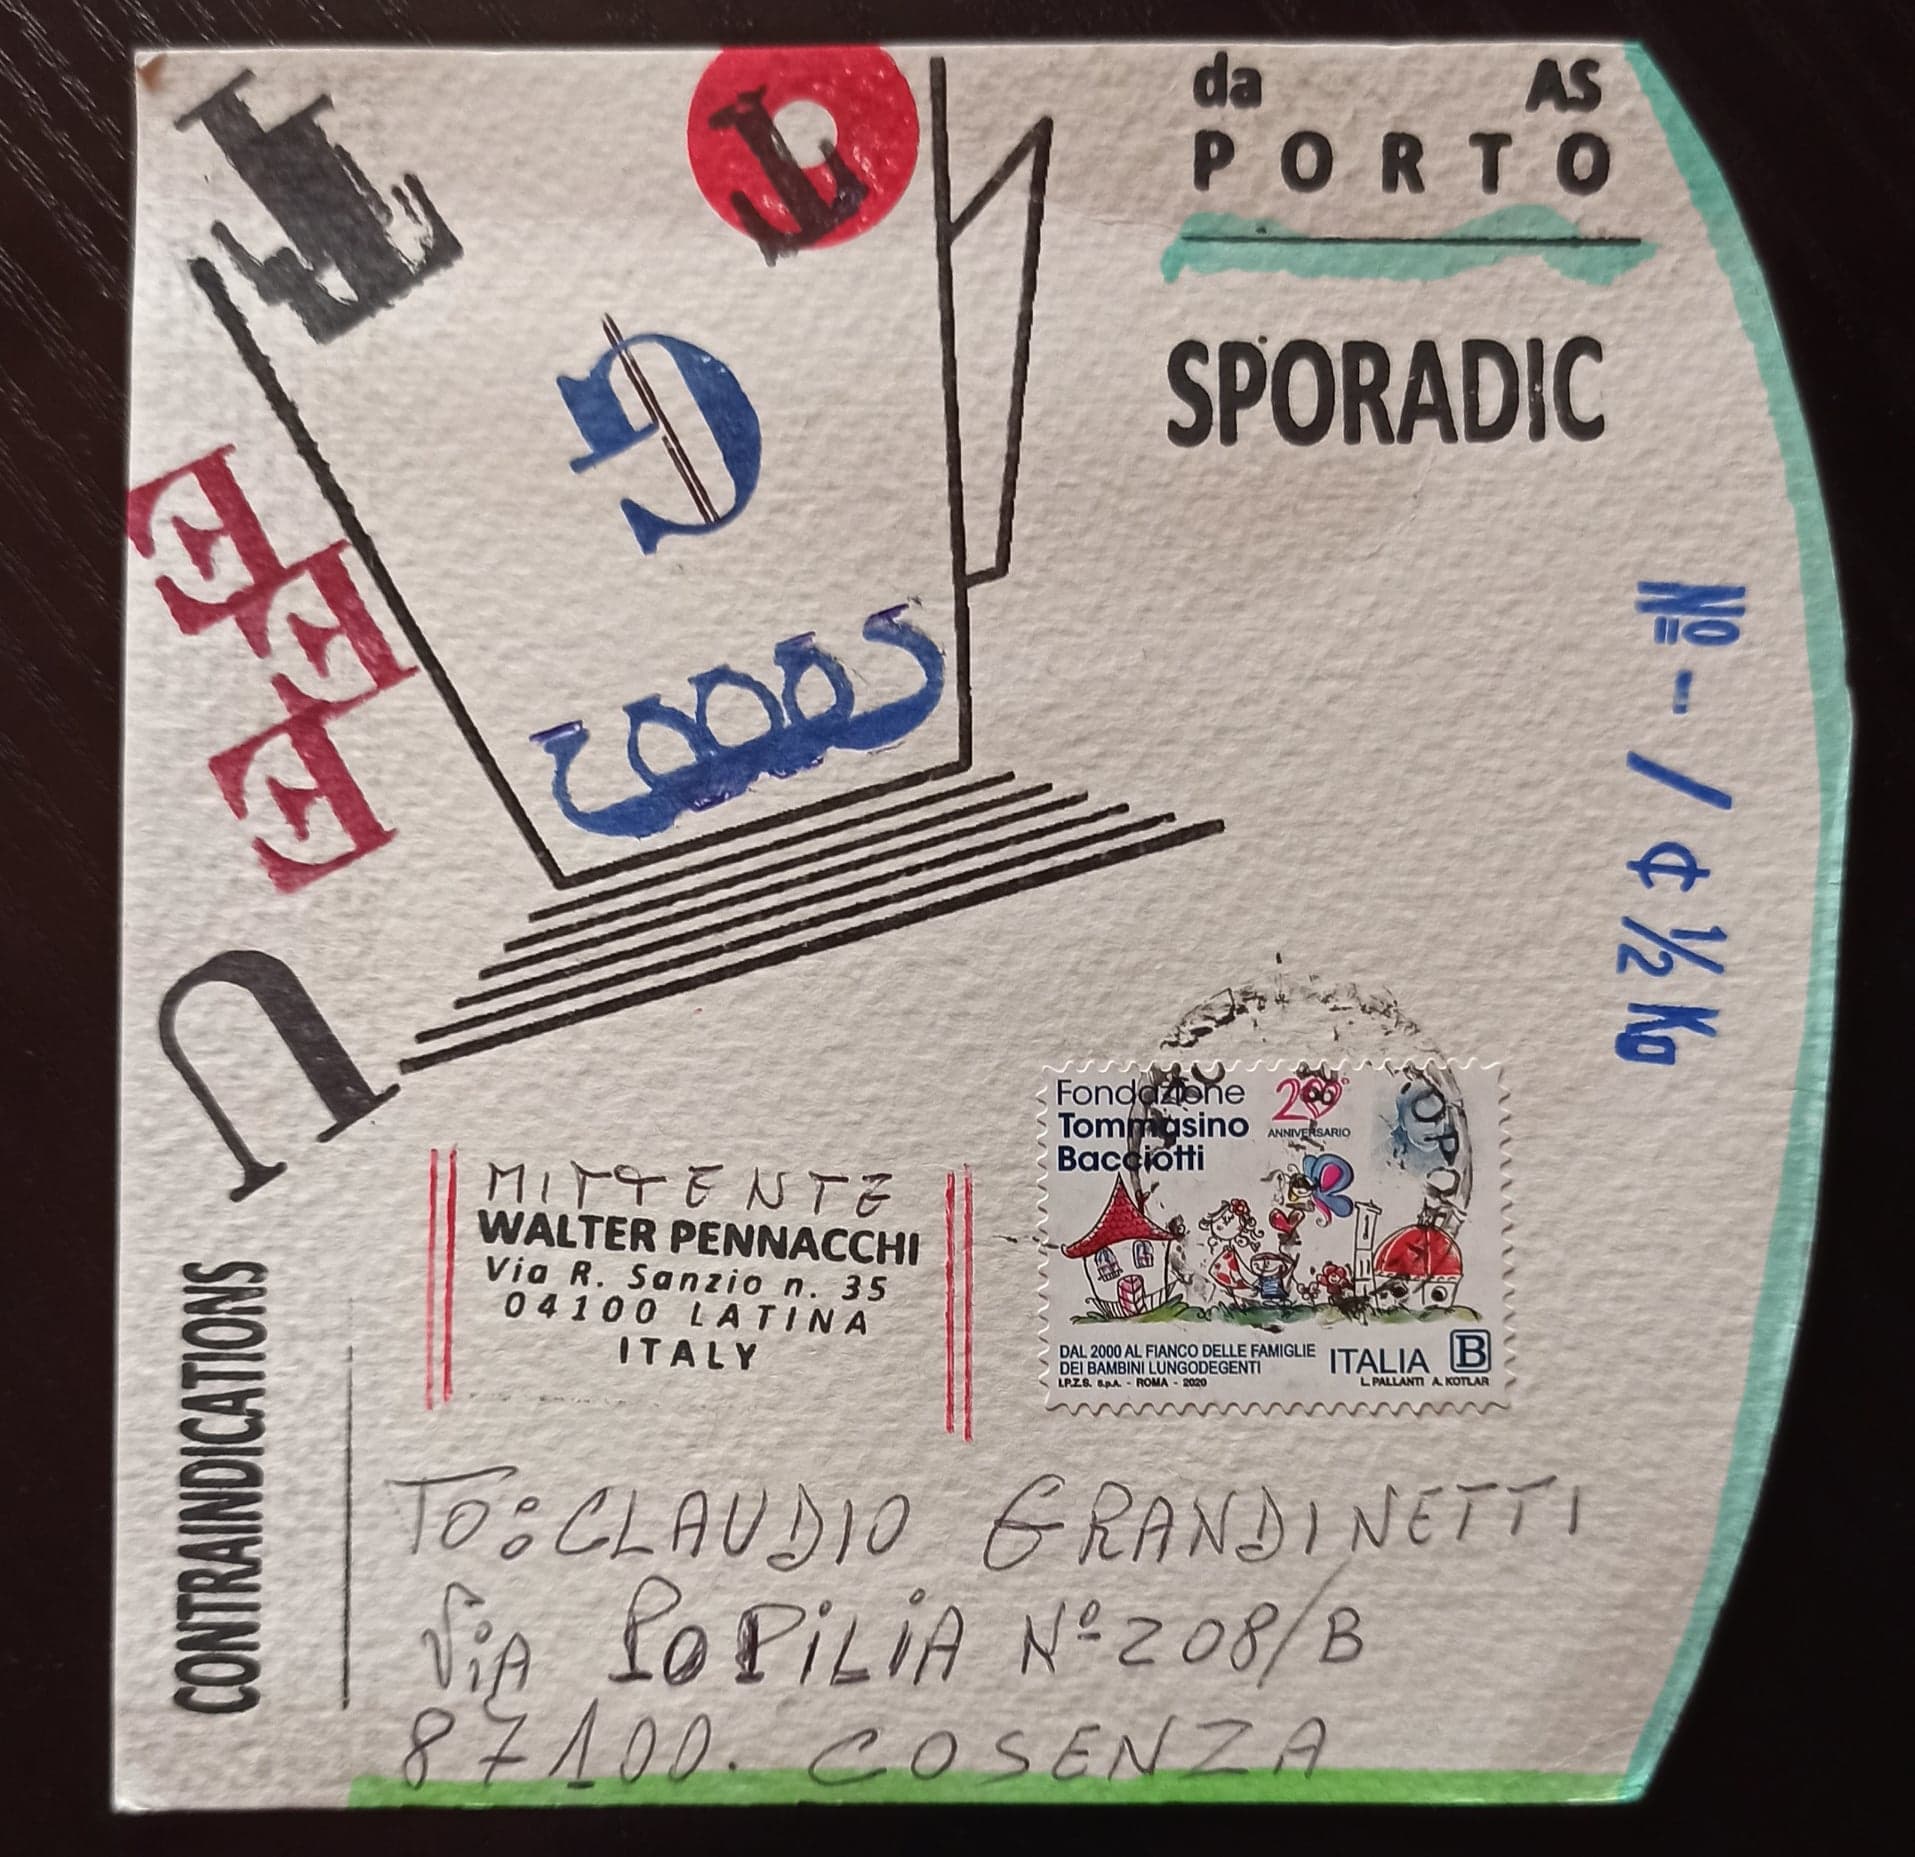 da AS
PORTO
SPORADIC
T
T
G
E
E
E
U
№ - / ¢ ½ Kg
Fondazione
Tommasino
Bacciotti
20°
ANNIVERSARIO
DAL 2000 AL FIANCO DELLE FAMIGLIE
DEI BAMBINI LUNGODEGENTI
ITALIA B
I.P.Z.S. S.p.A. - ROMA - 2020
L. PALLANTI A. KOTLAR
MITTENTE
WALTER PENNACCHI
Via R. Sanzio n. 35
04100 LATINA
ITALY
CONTRAINDICATIONS
TO: CLAUDIO GRANDINETTI
ViA POPiLiA Nº 208/B
87100. COSENZA